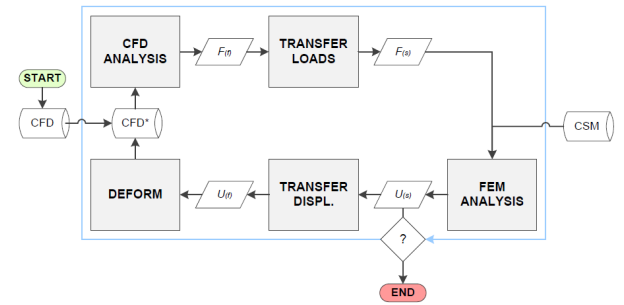 CFD
ANALYSIS
F(f)
TRANSFER
LOADS
F(s)
START
CFD
CFD*
CSM
DEFORM
U(f)
TRANSFER
DISPL.
U(s)
FEM
ANALYSIS
?
END